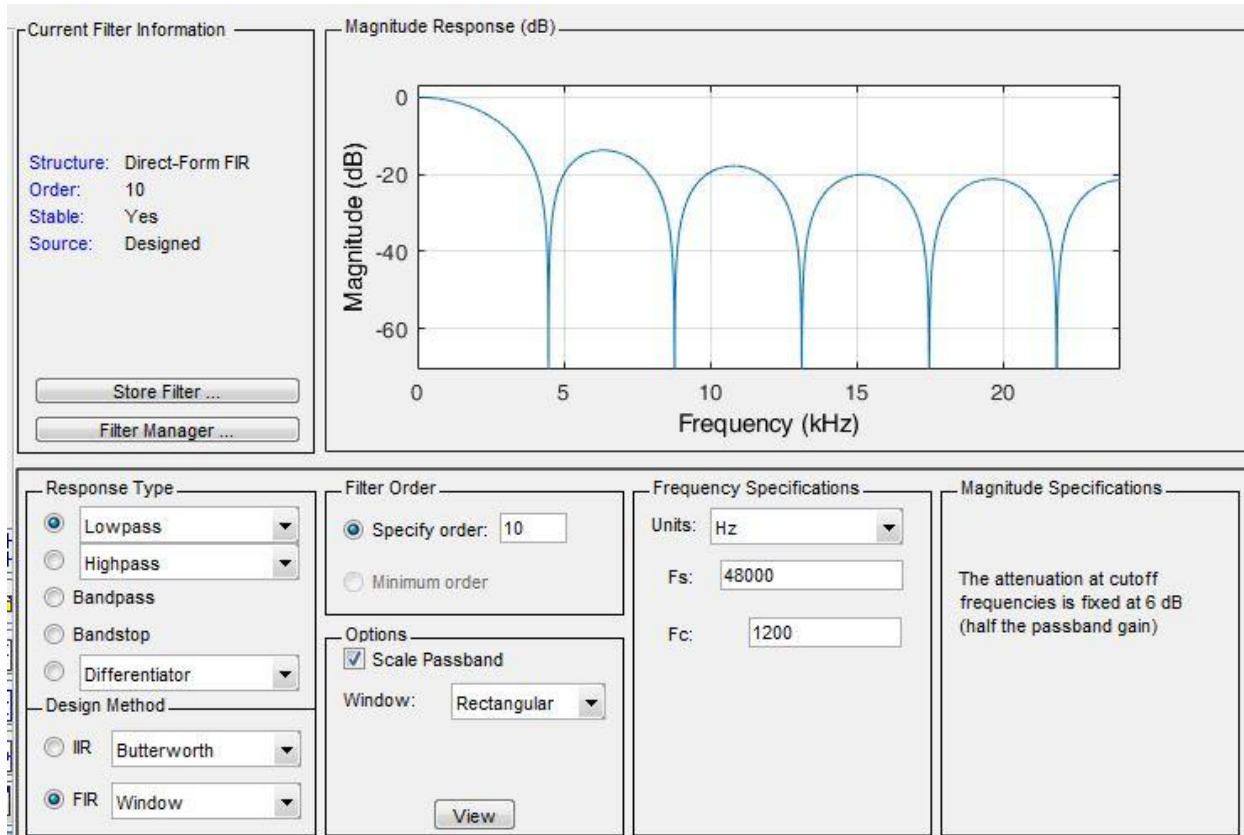 Current Filter Information
Structure: Direct-Form FIR
Order: 10
Stable: Yes
Source: Designed
Store Filter ...
Filter Manager ...
Magnitude Response (dB)
Magnitude (dB)
0
-20
-40
-60
0 5 10 15 20
Frequency (kHz)
Response Type
Lowpass
Highpass
Bandpass
Bandstop
Differentiator
Design Method
IIR Butterworth
FIR Window
Filter Order
Specify order: 10
Minimum order
Options
Scale Passband
Window: Rectangular
View
Frequency Specifications
Units: Hz
Fs: 48000
Fc: 1200
Magnitude Specifications
The attenuation at cutoff
frequencies is fixed at 6 dB
(half the passband gain)